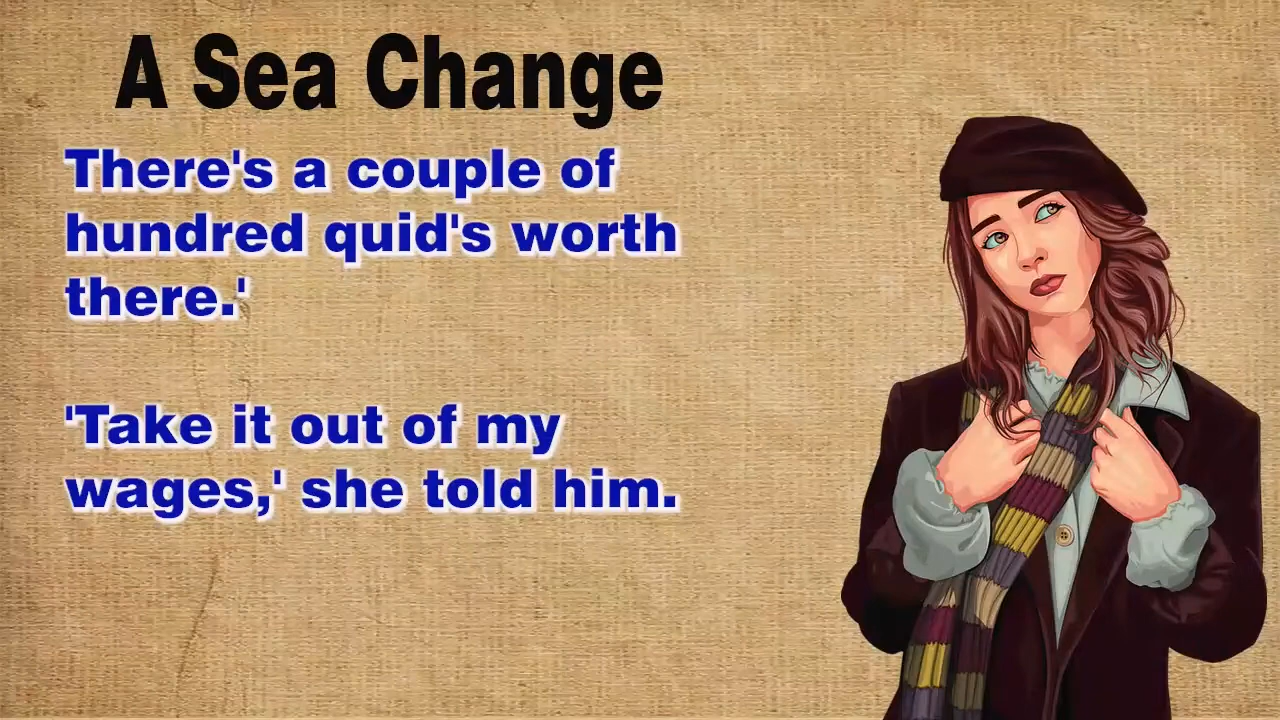 A Sea Change
There's a couple of
hundred quid's worth
there.'
'Take it out of my
wages,' she told him.